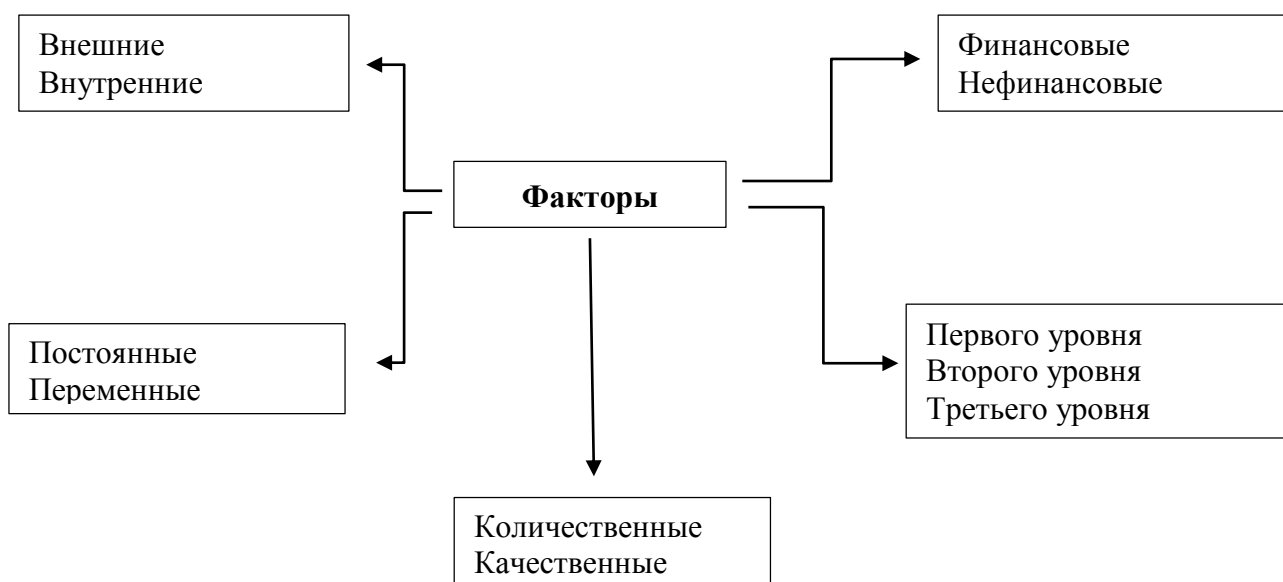 Внешние
Внутренние
Финансовые
Нефинансовые
Факторы
Постоянные
Переменные
Первого уровня
Второго уровня
Третьего уровня
Количественные
Качественные